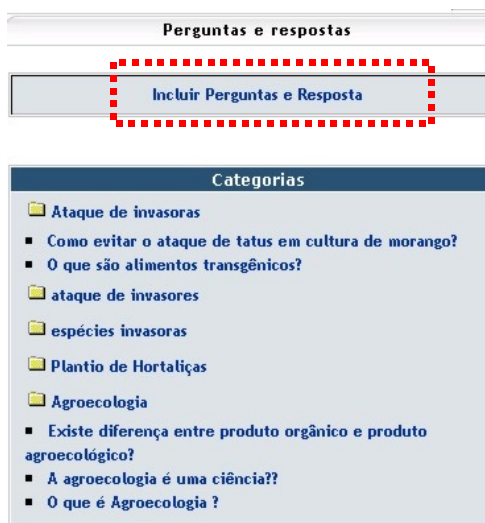 Perguntas e respostas
Incluir Perguntas e Resposta
Categorias
Ataque de invasoras
Como evitar o ataque de tatus em cultura de morango?
O que são alimentos transgênicos?
ataque de invasores
espécies invasoras
Plantio de Hortaliças
Agroecologia
Existe diferença entre produto orgânico e produto
agroecológico?
A agroecologia é uma ciência??
O que é Agroecologia ?